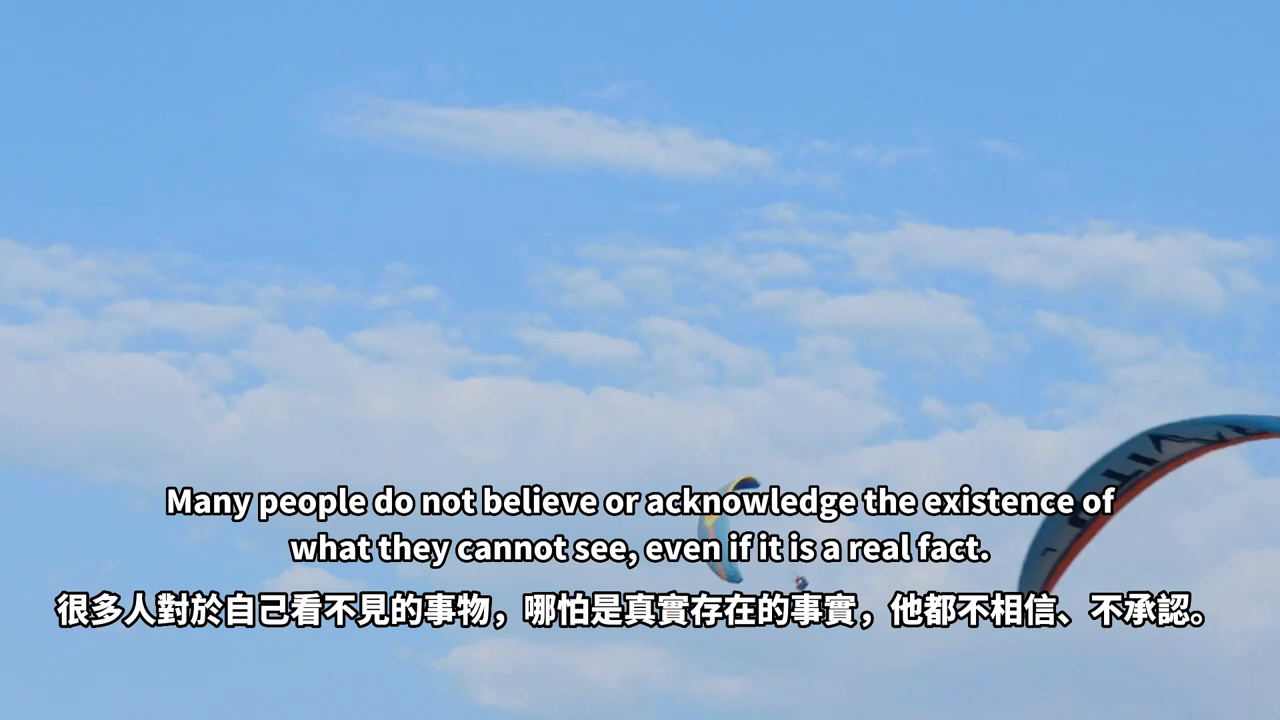 Many people do not believe or acknowledge the existence of
what they cannot see, even if it is a real fact.
很多人對於自己看不見的事物，哪怕是真實存在的事實，他都不相信、不承認。